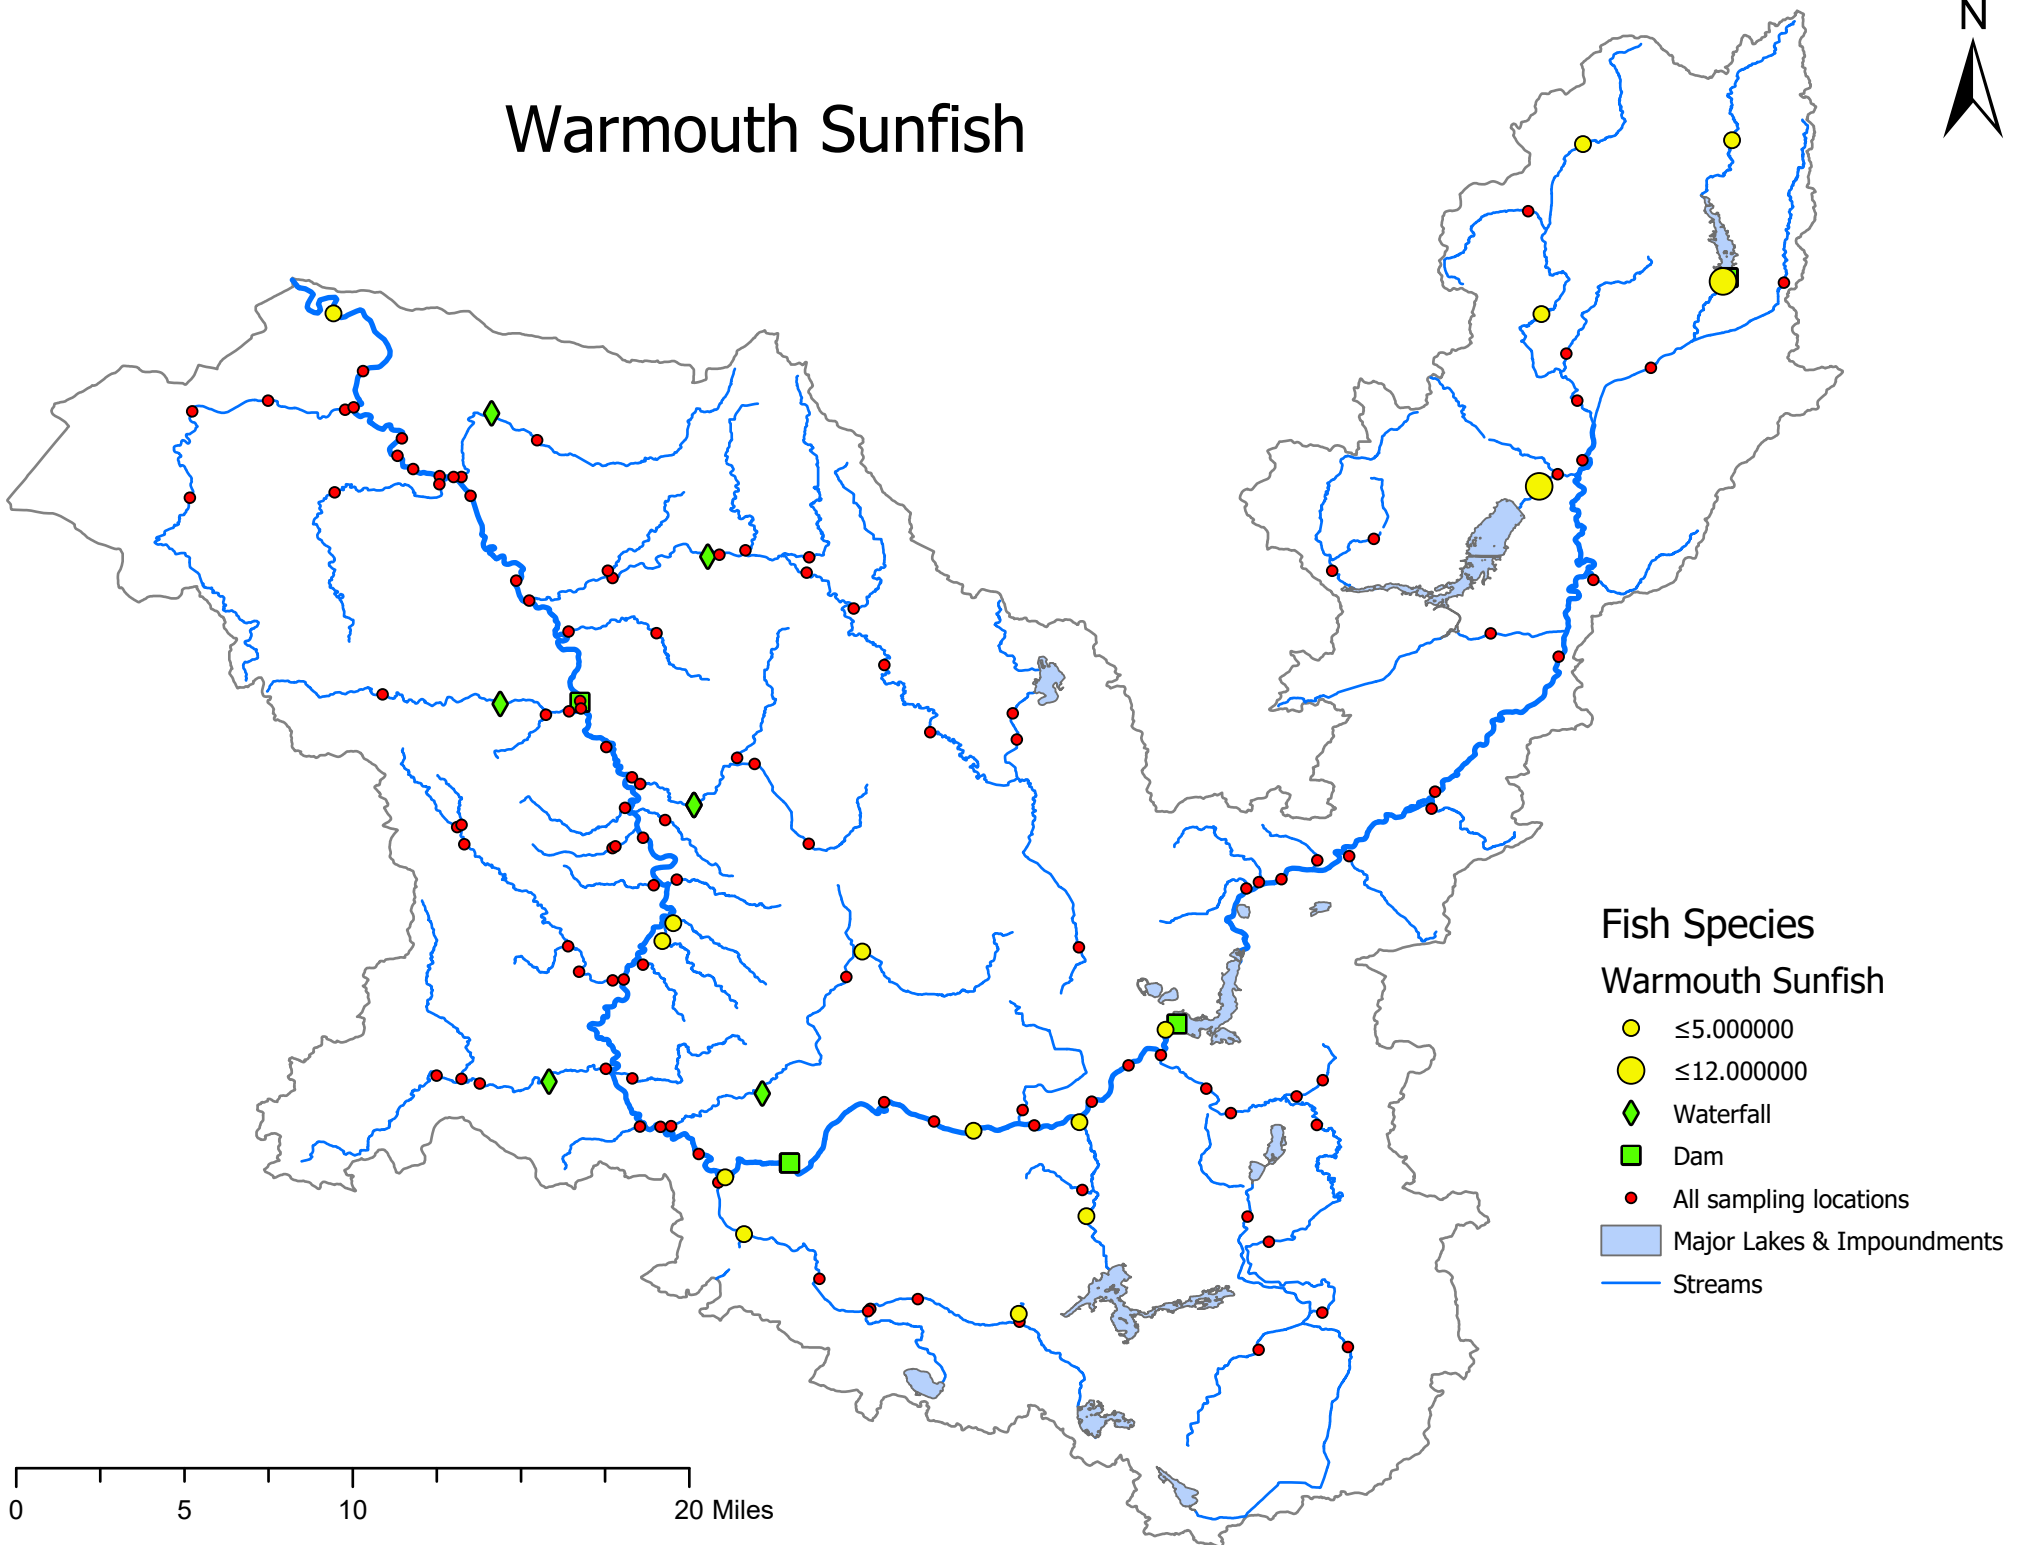 N
Warmouth Sunfish
Fish Species
Warmouth Sunfish
≤5.000000
≤12.000000
Waterfall
Dam
All sampling locations
Major Lakes & Impoundments
Streams
0 5 10 20 Miles